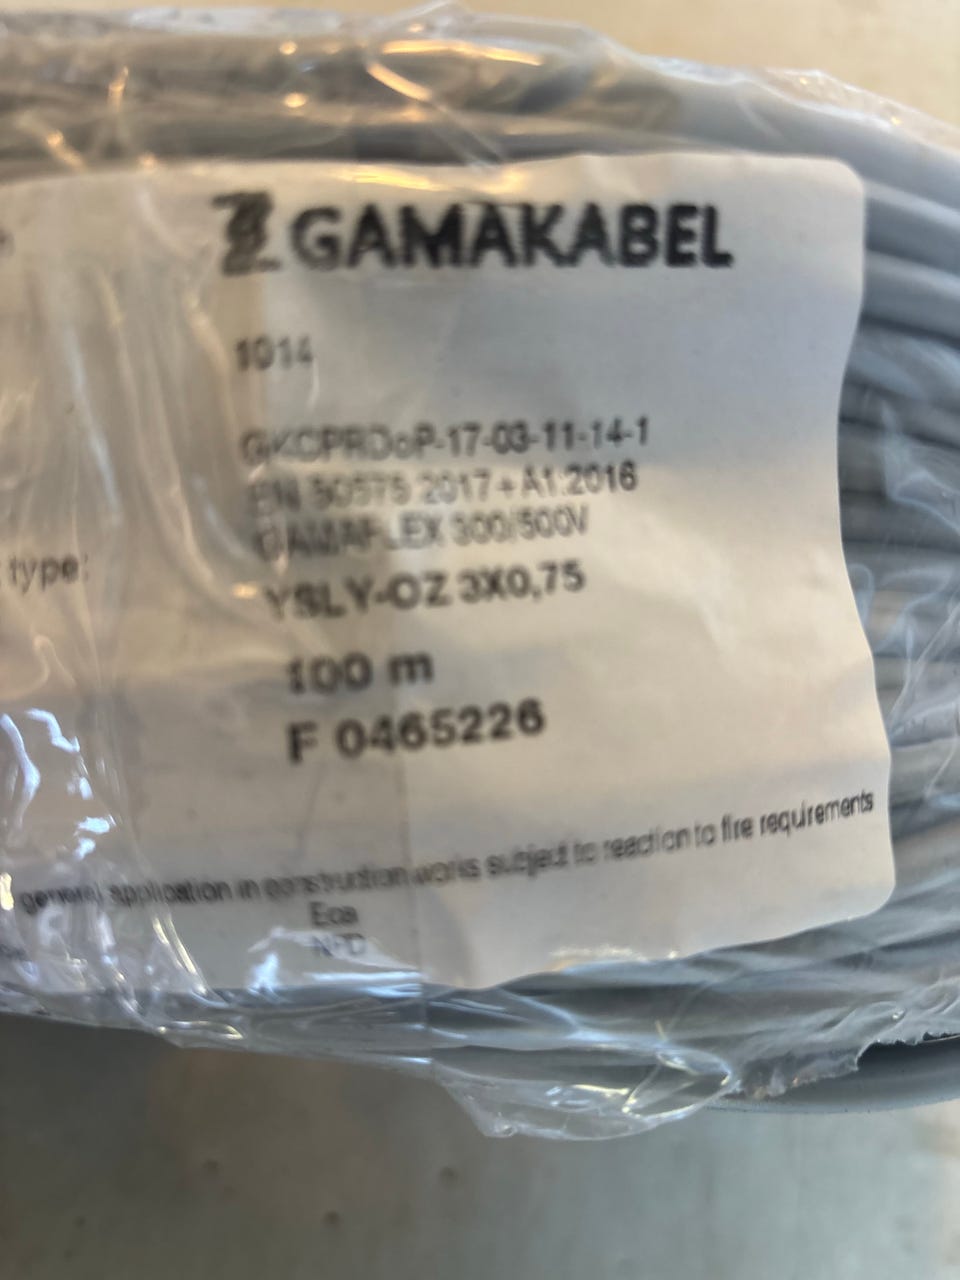 GAMAKABEL
1014
GKCPRDoP-17-03-11-14-1
EN 50575 2017+A1:2016
GAMAFLEX 300/500V
type:
YSLY-OZ 3X0,75
100 m
F 0465226
general application in construction works subject to reaction to fire requirements
Eca
NPD